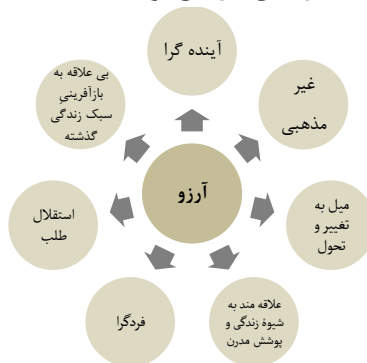 آینده گرا
غیر
مذهبی
میل به
تغییر و
تحول
علاقه مند به
شیوۀ زندگی و
پوشش مدرن
فردگرا
استقلال
طلب
بی علاقه به
بازآفرینیِ
سبک زندگی
گذشته
آرزو